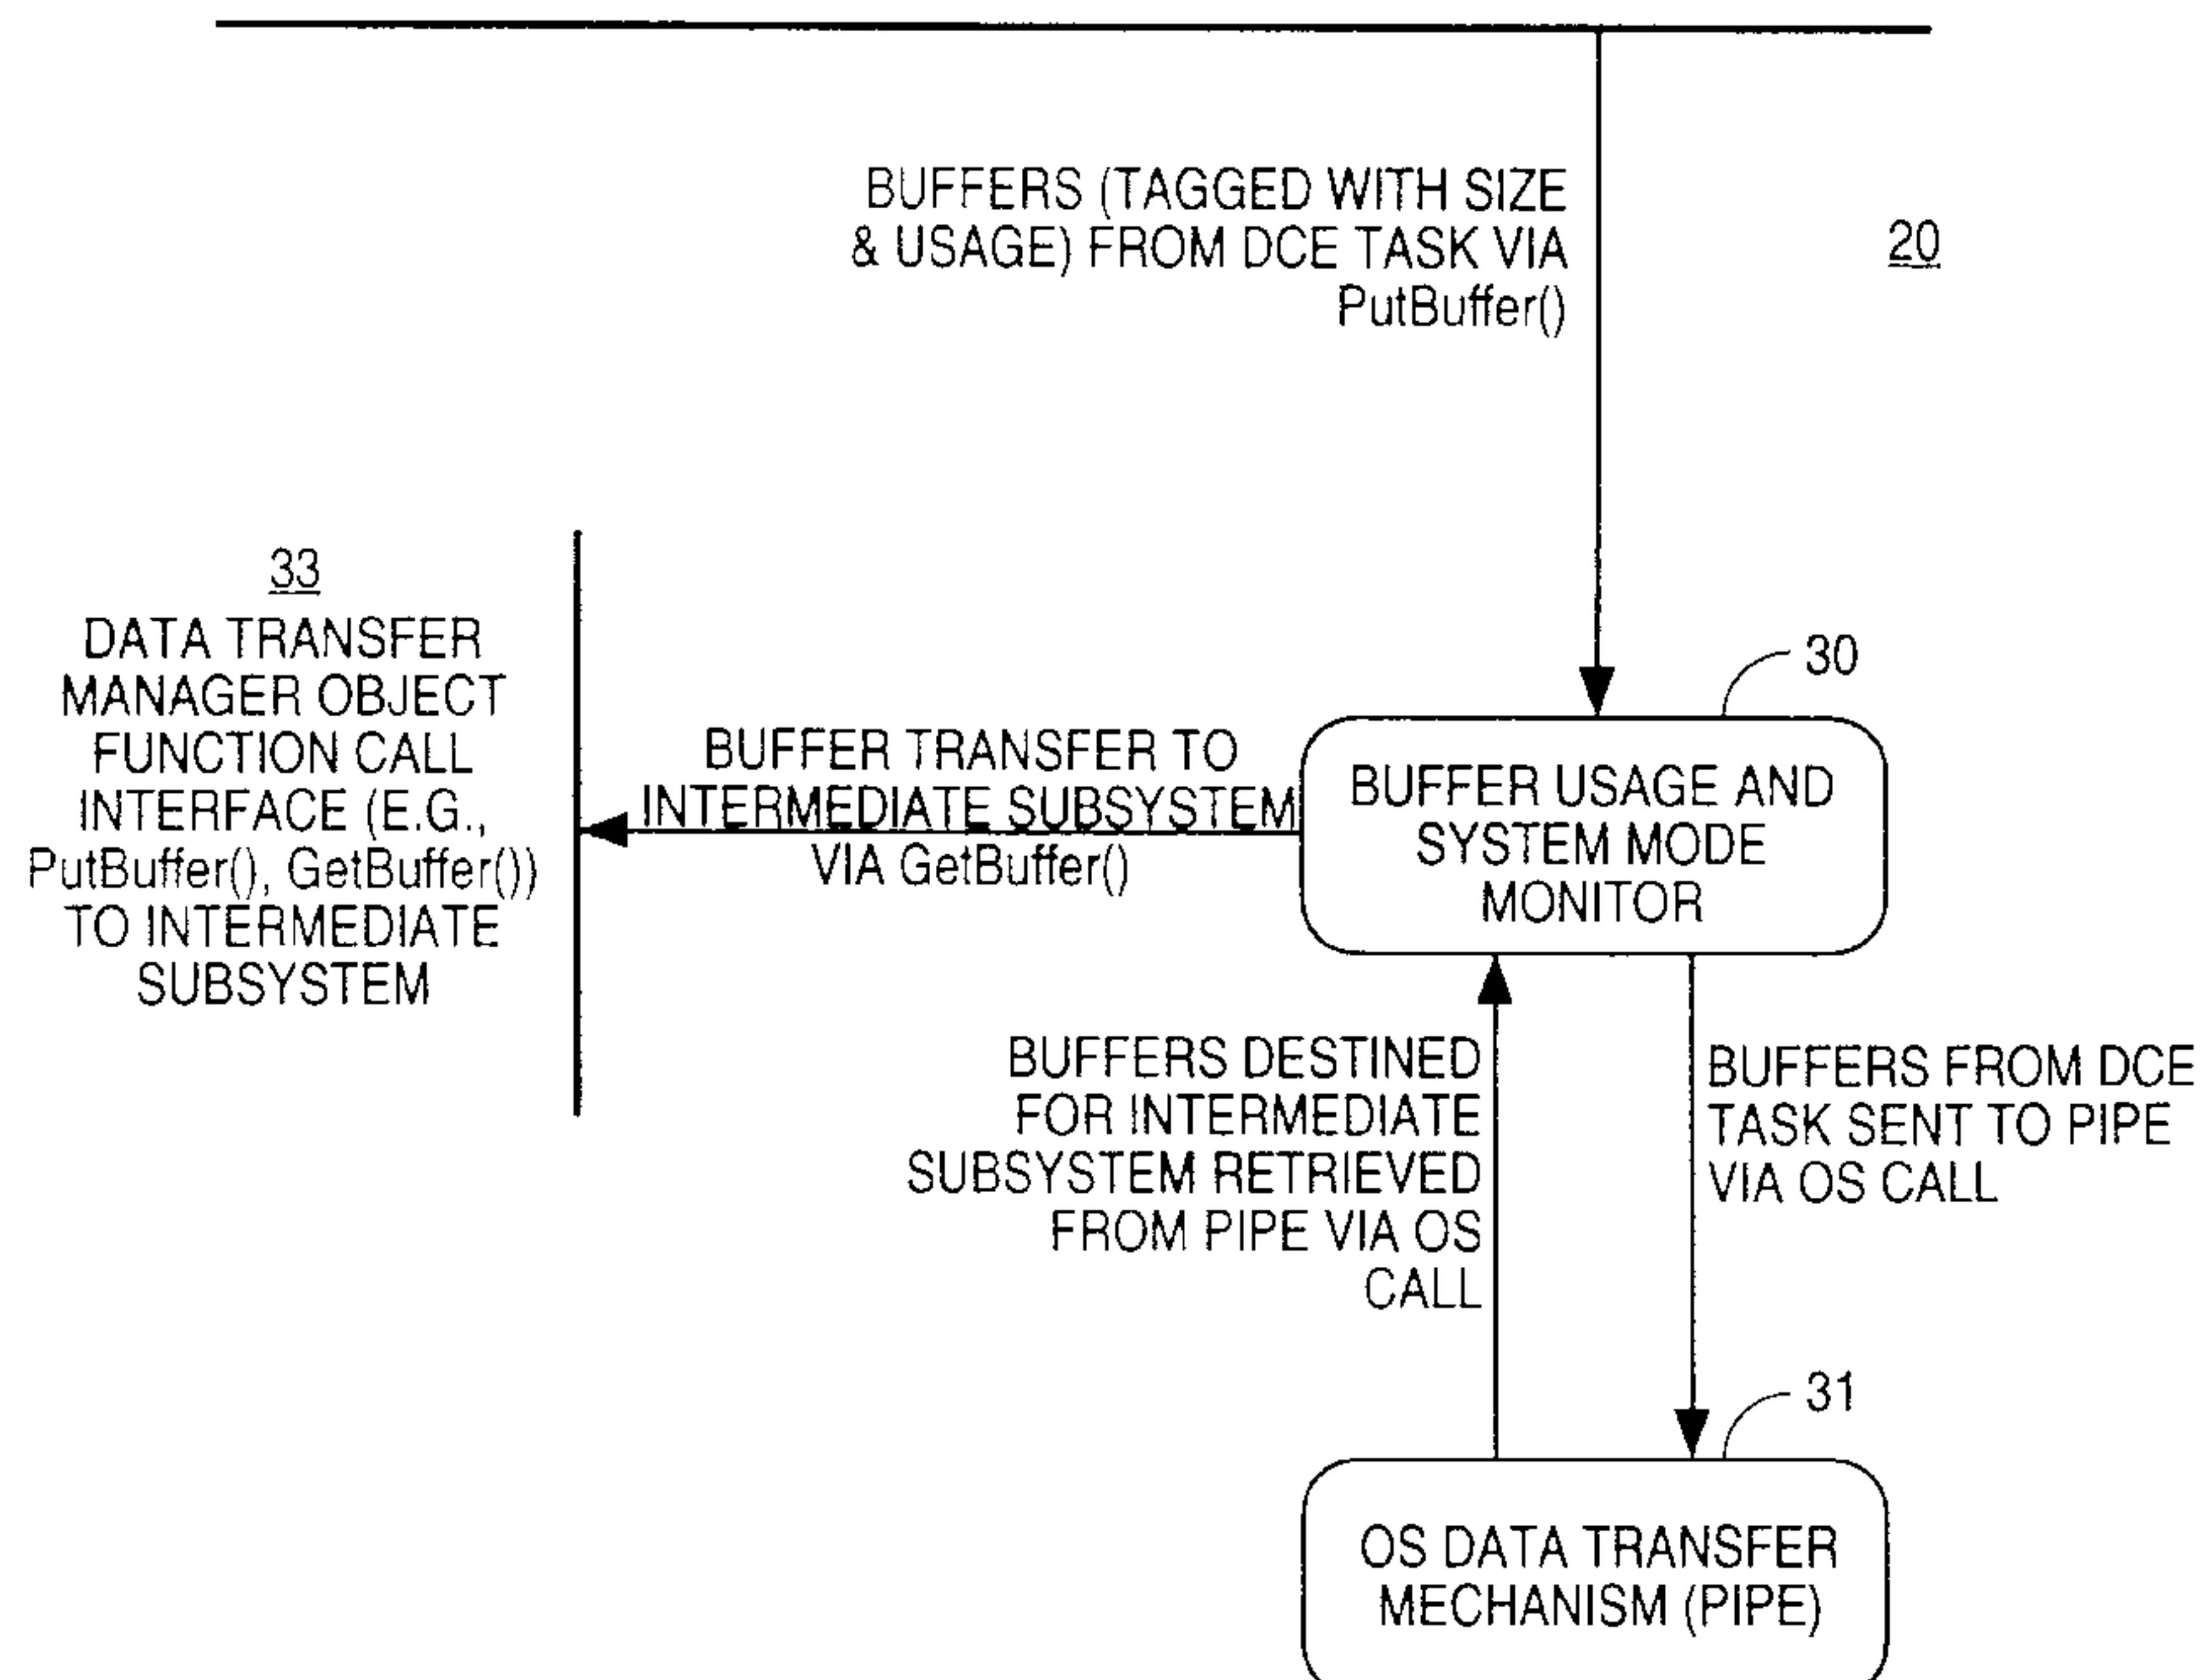 BUFFERS (TAGGED WITH SIZE
& USAGE) FROM DCE TASK VIA
PutBuffer()
20
33
DATA TRANSFER
MANAGER OBJECT
FUNCTION CALL
INTERFACE (E.G.,
PutBuffer(), GetBuffer())
TO INTERMEDIATE
SUBSYSTEM
BUFFER TRANSFER TO
INTERMEDIATE SUBSYSTEM
VIA GetBuffer()
30
BUFFER USAGE AND
SYSTEM MODE
MONITOR
BUFFERS DESTINED
FOR INTERMEDIATE
SUBSYSTEM RETRIEVED
FROM PIPE VIA OS
CALL
BUFFERS FROM DCE
TASK SENT TO PIPE
VIA OS CALL
31
OS DATA TRANSFER
MECHANISM (PIPE)